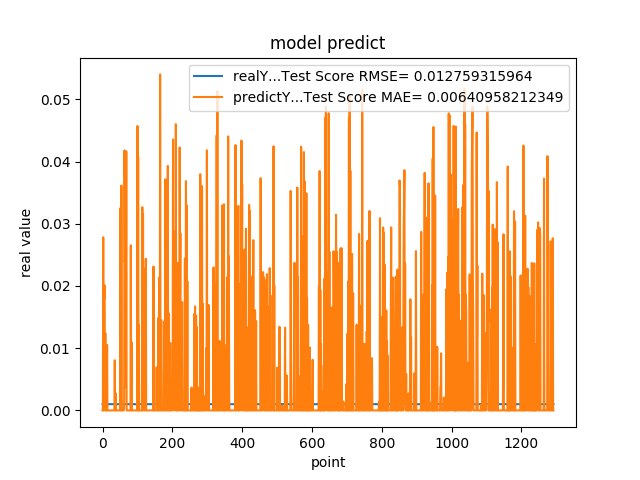 model predict
realY...Test Score RMSE= 0.012759315964
predictY...Test Score MAE= 0.00640958212349
real value
0.05
0.04
0.03
0.02
0.01
0.00
0 200 400 600 800 1000 1200
point